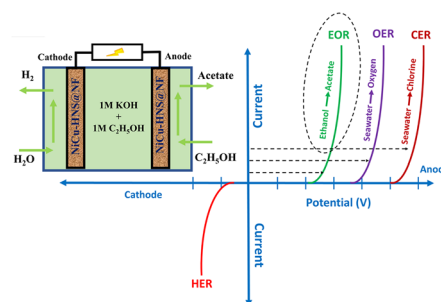 Cathode
Anode
H2
Acetate
NiCu-HNS@NF
1M KOH
+
1M C2H5OH
NiCu-HNS@NF
H2O
C2H5OH
EOR
OER
CER
Current
Ethanol
Acetate
Seawater
Oxygen
Seawater
Chlorine
Anod
Cathode
Potential (V)
HER
Current